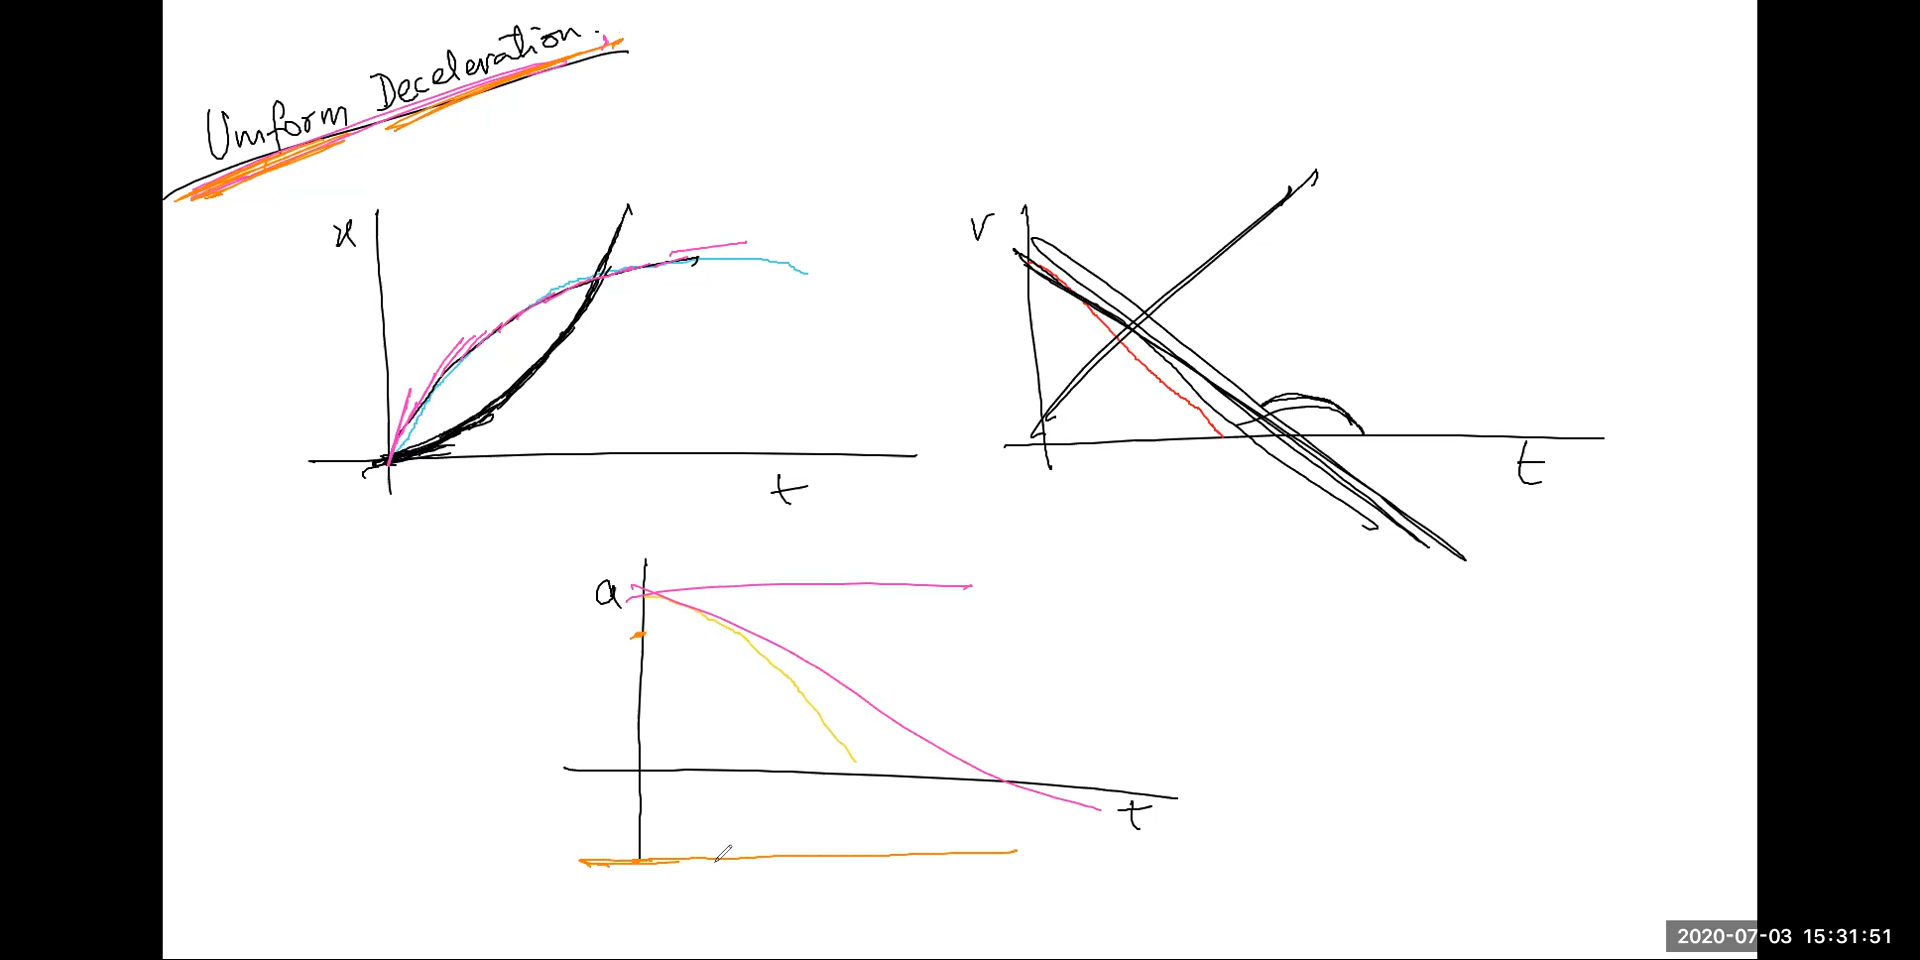 Uniform Deceleration.
x
t
v
t
a
t
2020-07-03 15:31:51